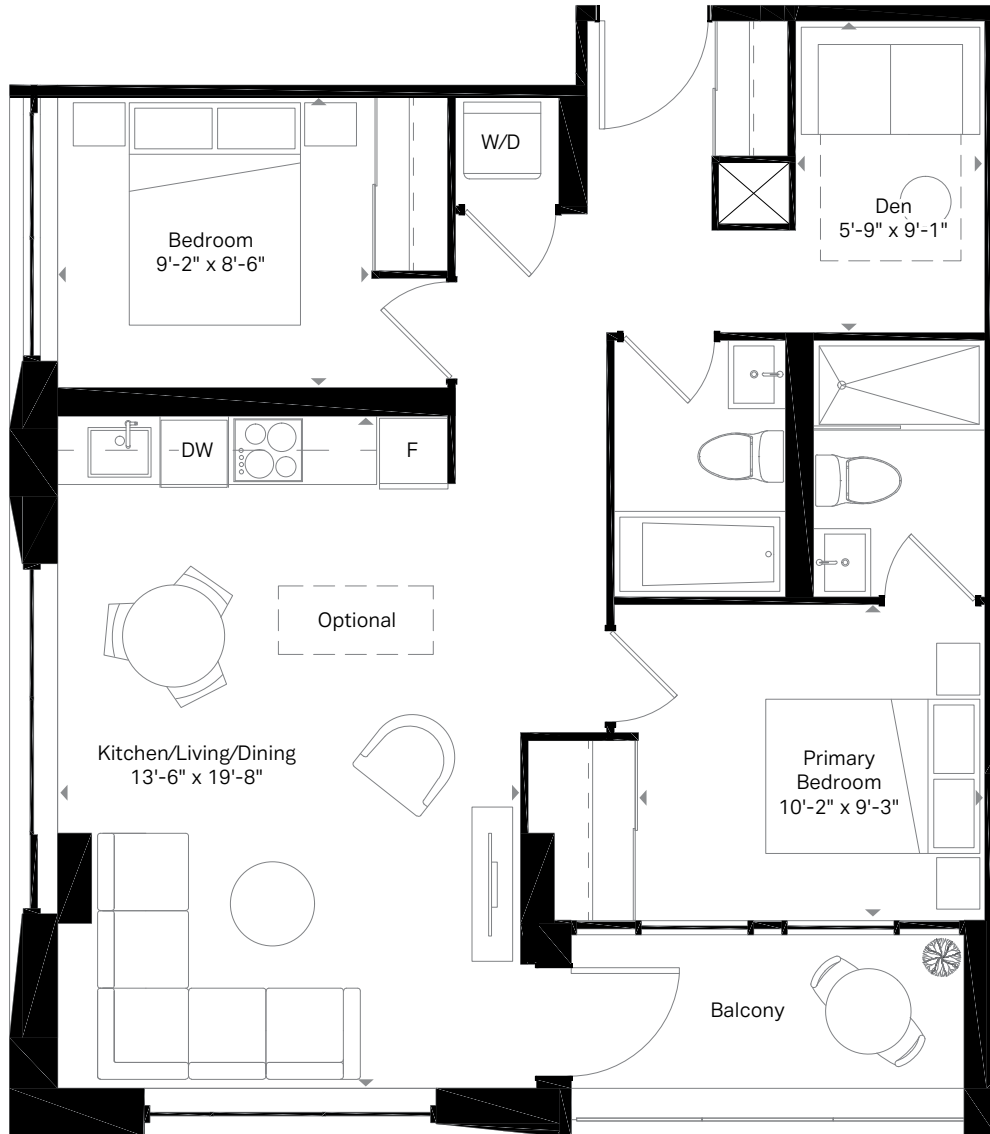 W/D
Bedroom
9'-2" x 8'-6"
Den
5'-9" x 9'-1"
DW
F
Optional
Kitchen/Living/Dining
13'-6" x 19'-8"
Primary
Bedroom
10'-2" x 9'-3"
Balcony